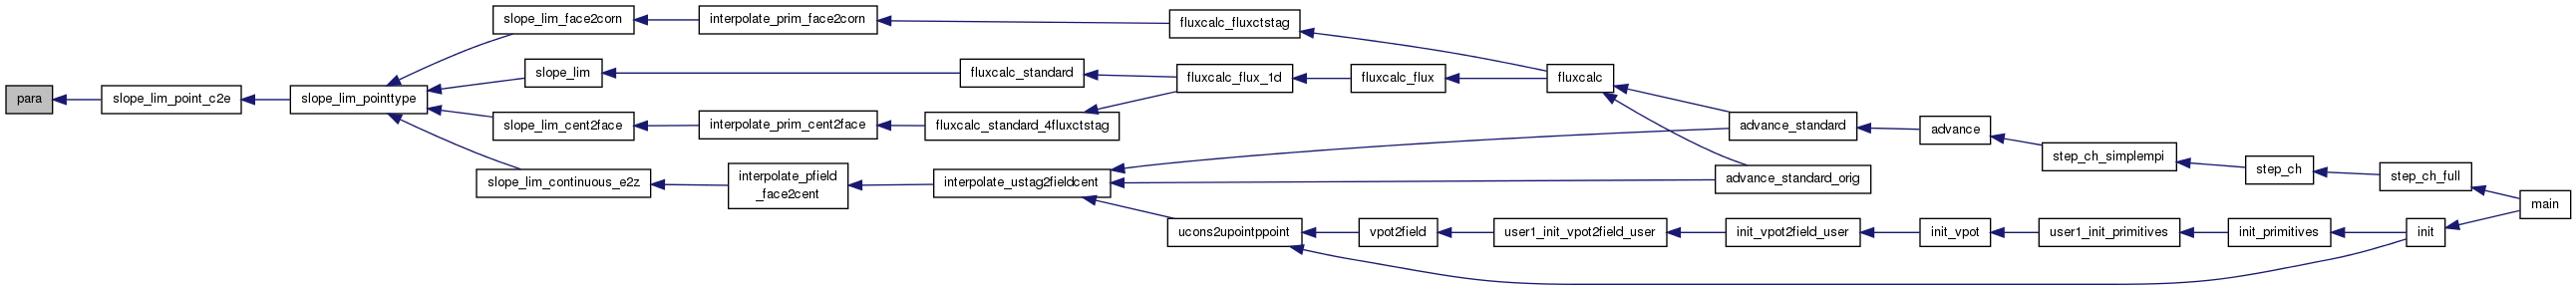 para
slope_lim_point_c2e
slope_lim_pointtype
slope_lim_face2corn
interpolate_prim_face2corn
fluxcalc_fluxctstag
slope_lim
fluxcalc_standard
fluxcalc_flux_1d
fluxcalc_flux
fluxcalc
slope_lim_cent2face
interpolate_prim_cent2face
fluxcalc_standard_4fluxctstag
advance_standard
advance
step_ch_simplempi
step_ch
step_ch_full
main
slope_lim_continuous_e2z
interpolate_pfield
_face2cent
interpolate_ustag2fieldcent
advance_standard_orig
ucons2upointppoint
vpot2field
user1_init_vpot2field_user
init_vpot2field_user
init_vpot
user1_init_primitives
init_primitives
init